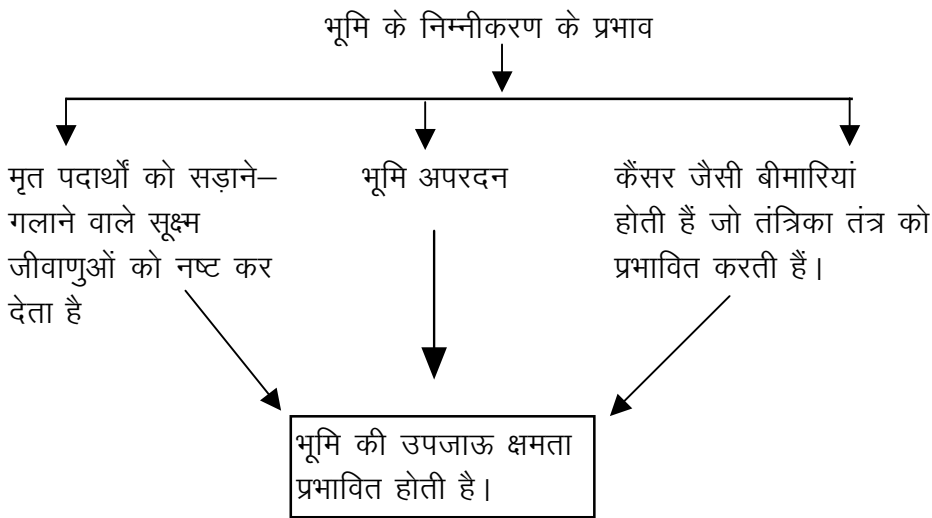 भूमि के निम्नीकरण के प्रभाव
मृत पदार्थों को सड़ाने–
गलाने वाले सूक्ष्म
जीवाणुओं को नष्ट कर
देता है
भूमि अपरदन
कैंसर जैसी बीमारियां
होती हैं जो तंत्रिका तंत्र को
प्रभावित करती हैं।
भूमि की उपजाऊ क्षमता
प्रभावित होती है।